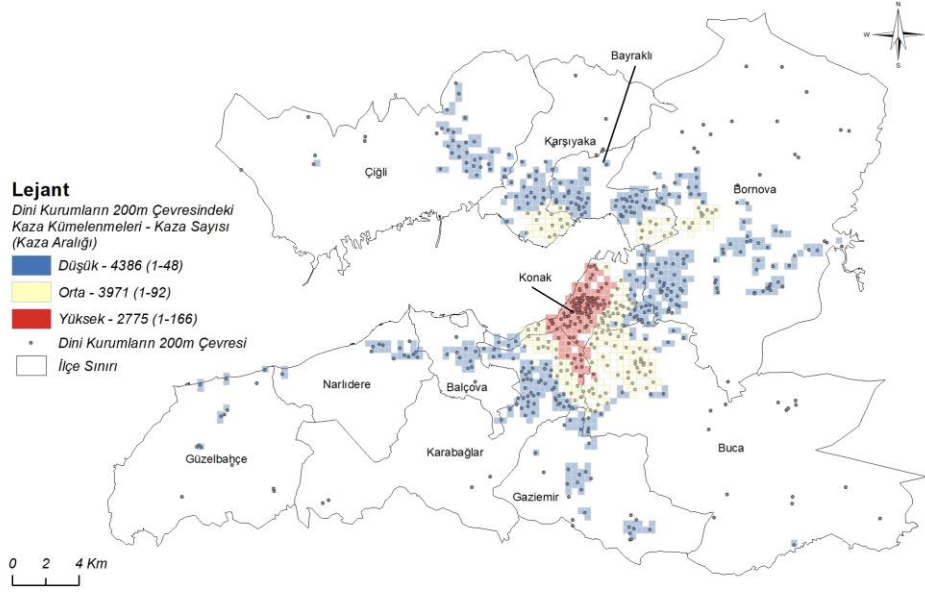 N
W
E
S
Bayraklı
Karşıyaka
Çiğli
Bornova
Lejant
Dini Kurumların 200m Çevresindeki
Kaza Kümelenmeleri - Kaza Sayısı
(Kaza Aralığı)
Düşük - 4386 (1-48)
Orta - 3971 (1-92)
Yüksek - 2775 (1-166)
Dini Kurumların 200m Çevresi
İlçe Sınırı
Konak
Narlıdere
Balçova
Güzelbahçe
Karabağlar
Buca
Gaziemir
0 2 4 Km